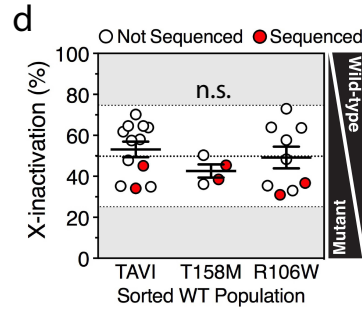 d
Not Sequenced Sequenced
X-inactivation (%)
100
80
60
40
20
0
n.s.
Wild-type
Mutant
TAVI T158M R106W
Sorted WT Population